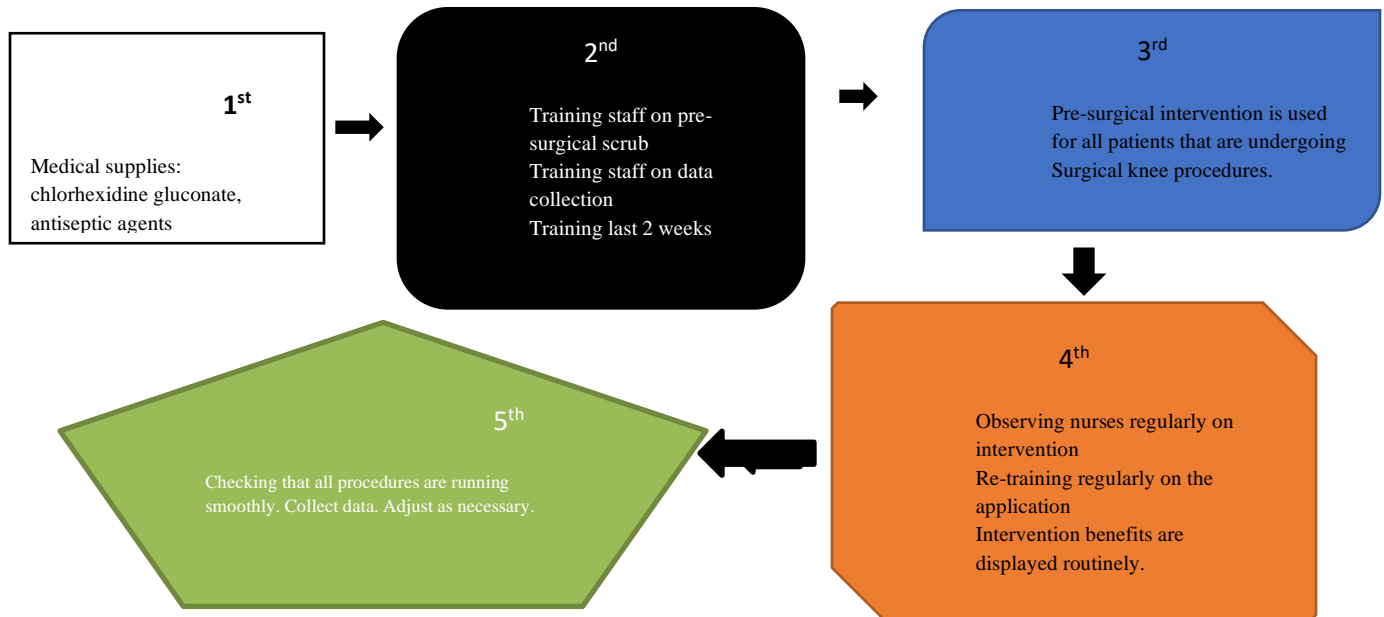 1st
Medical supplies:
chlorhexidine gluconate,
antiseptic agents
2nd
Training staff on pre-
surgical scrub
Training staff on data
collection
Training last 2 weeks
3rd
Pre-surgical intervention is used
for all patients that are undergoing
Surgical knee procedures.
4th
Observing nurses regularly on
intervention
Re-training regularly on the
application
Intervention benefits are
displayed routinely.
5th
Checking that all procedures are running
smoothly. Collect data. Adjust as necessary.